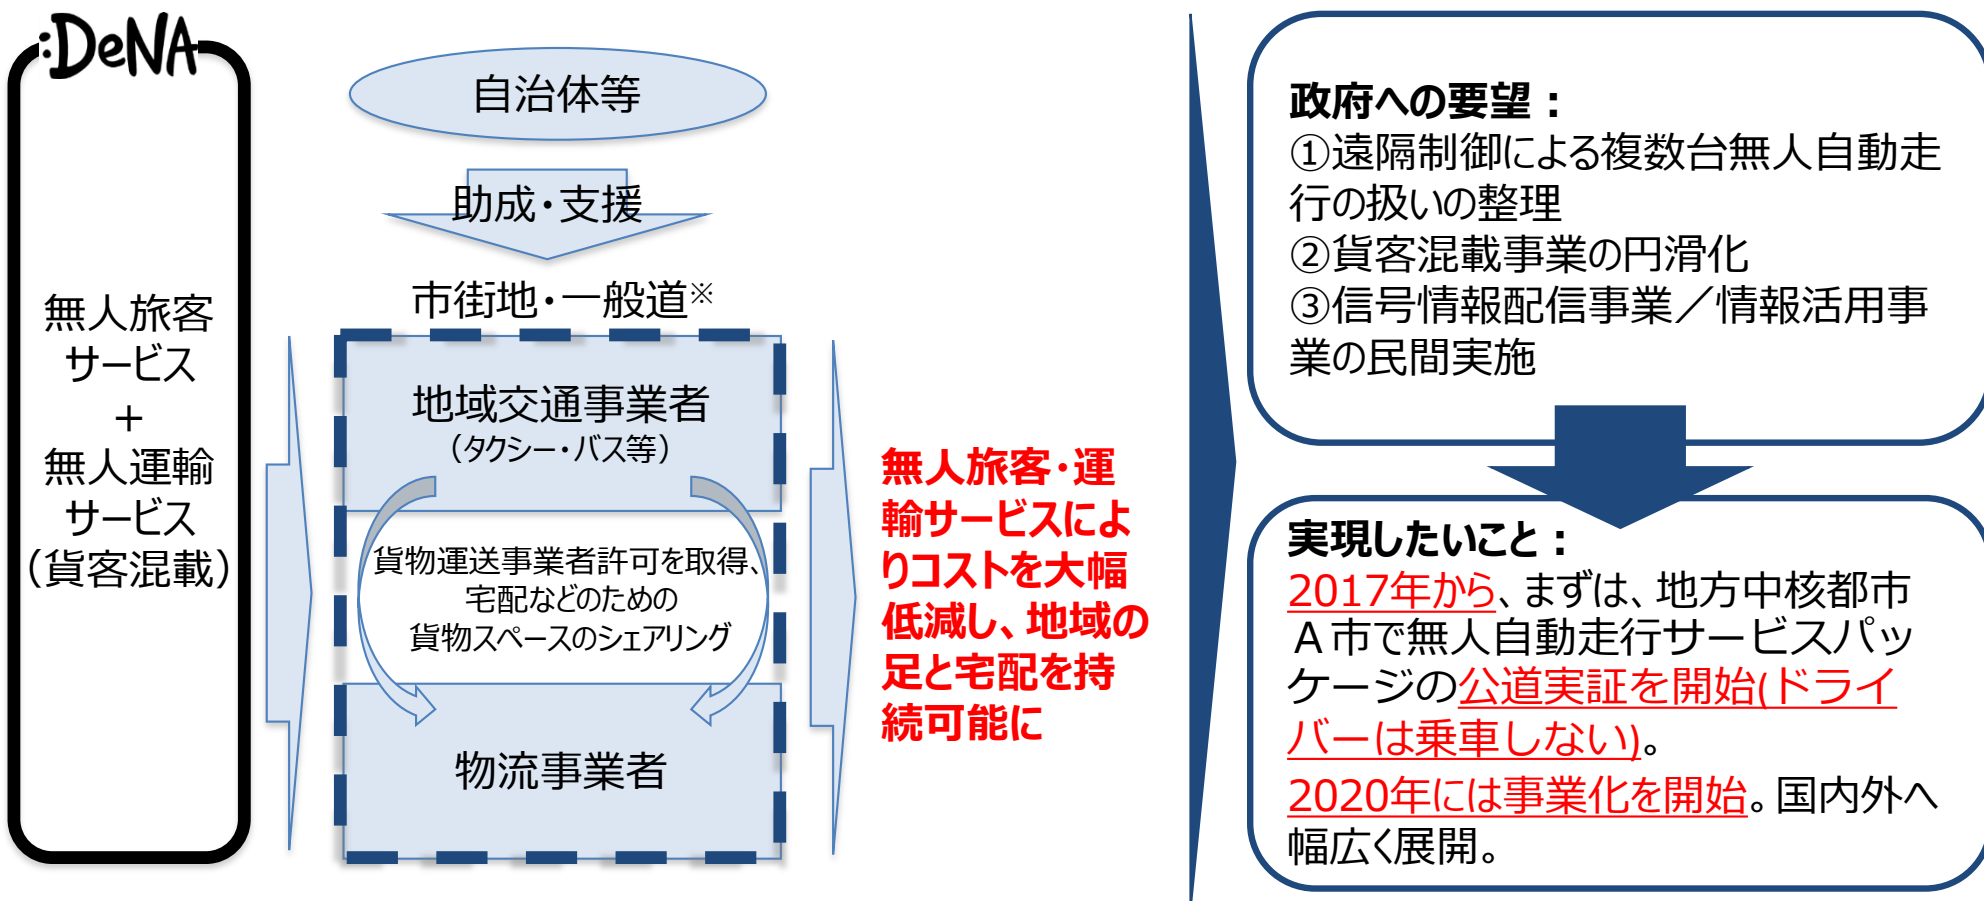 :DeNA
無人旅客
サービス
+
無人運輸
サービス
（貨客混載）
自治体等
助成・支援
市街地・一般道※
地域交通事業者
（タクシー・バス等）
貨物運送事業者許可を取得、
宅配などのための
貨物スペースのシェアリング
物流事業者
無人旅客・運
輸サービスによ
りコストを大幅
低減し、地域の
足と宅配を持
続可能に
政府への要望：
①遠隔制御による複数台無人自動走
行の扱いの整理
②貨客混載事業の円滑化
③信号情報配信事業／情報活用事
業の民間実施
実現したいこと：
2017年から、まずは、地方中核都市
Ａ市で無人自動走行サービスパッ
ケージの公道実証を開始(ドライ
バーは乗車しない)。
2020年には事業化を開始。国内外へ
幅広く展開。